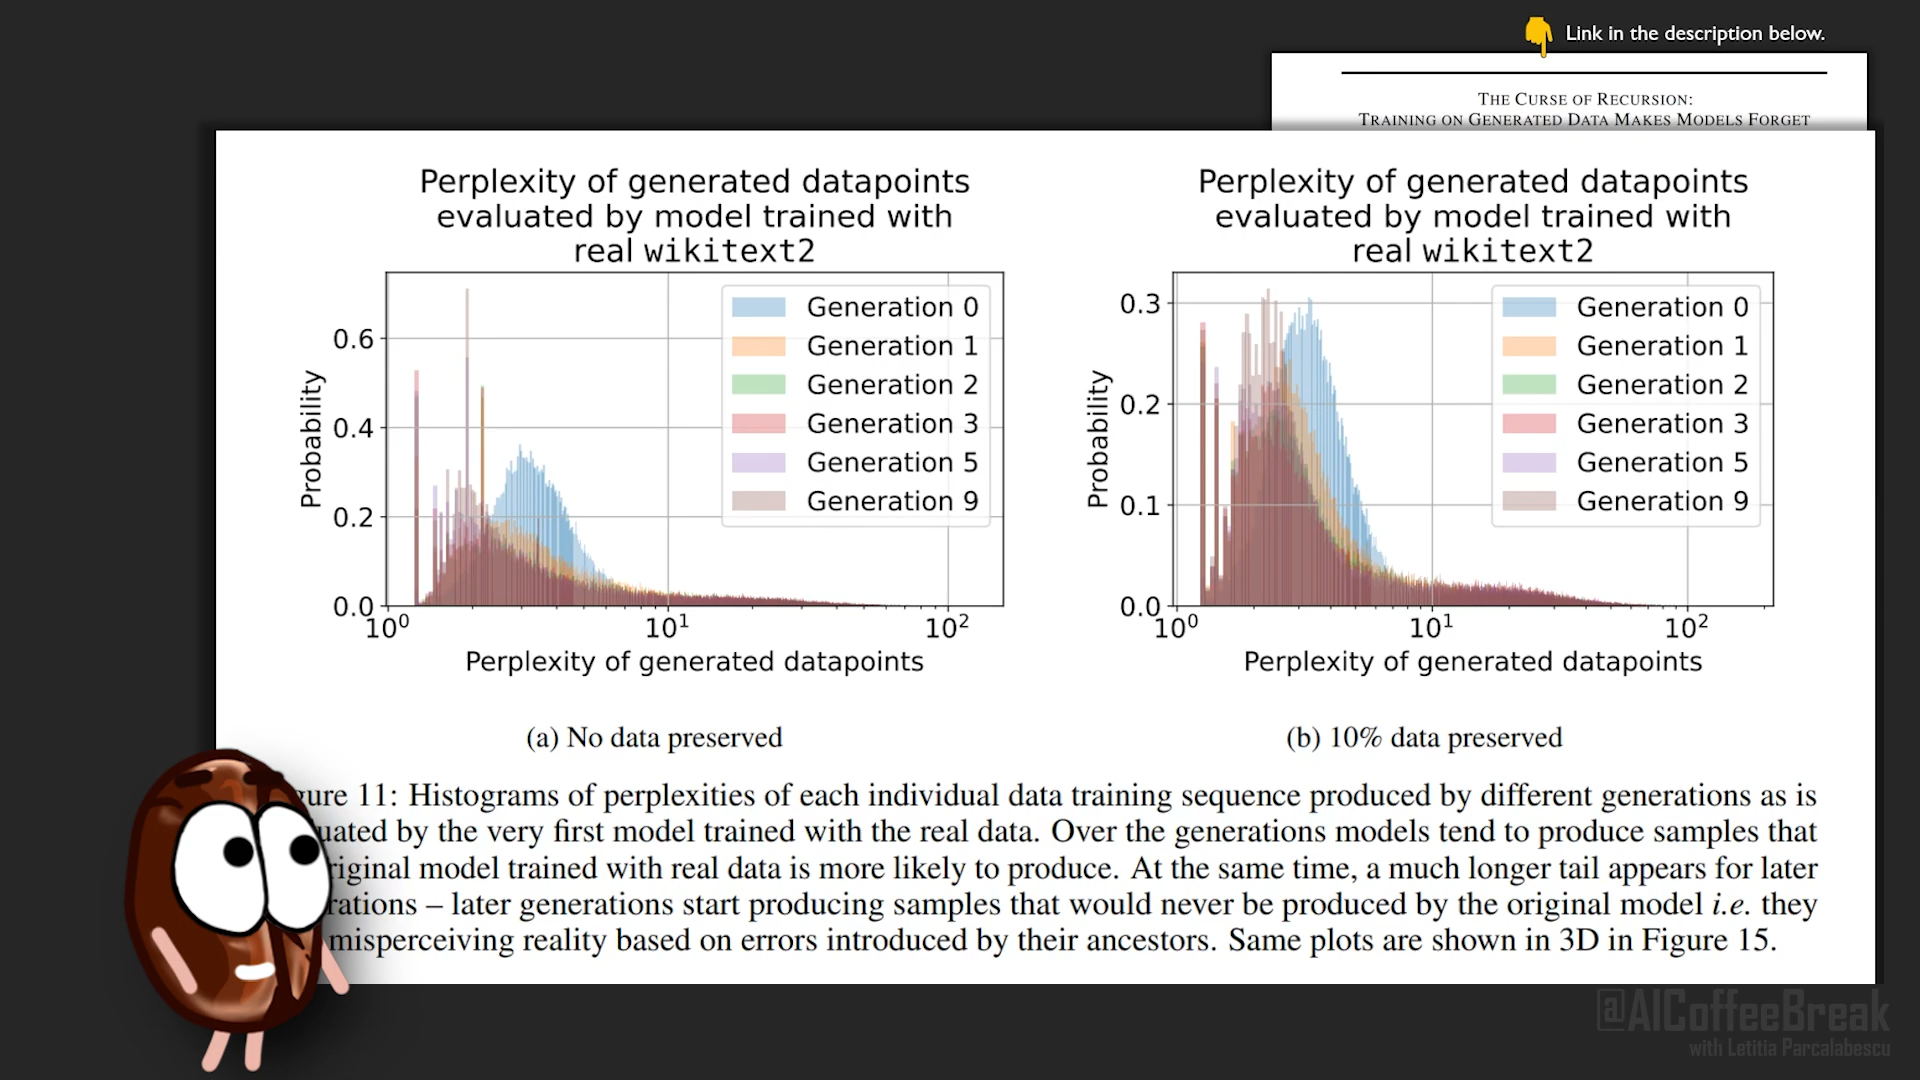 Link in the description below.
THE CURSE OF RECURSION:
TRAINING ON GENERATED DATA MAKES MODELS FORGET
Perplexity of generated datapoints
evaluated by model trained with
real wikitext2
Probability
0.6
0.4
0.2
0.0
10⁰
10¹
10²
Generation 0
Generation 1
Generation 2
Generation 3
Generation 5
Generation 9
Perplexity of generated datapoints
(a) No data preserved
Perplexity of generated datapoints
evaluated by model trained with
real wikitext2
Probability
0.3
0.2
0.1
0.0
10⁰
10¹
10²
Generation 0
Generation 1
Generation 2
Generation 3
Generation 5
Generation 9
Perplexity of generated datapoints
(b) 10% data preserved
11: Histograms of perplexities of each individual data training sequence produced by different generations as is
by the very first model trained with the real data. Over the generations models tend to produce samples that
model trained with real data is more likely to produce. At the same time, a much longer tail appears for later
– later generations start producing samples that would never be produced by the original model i.e. they
misperceiving reality based on errors introduced by their ancestors. Same plots are shown in 3D in Figure 15.
@AICoffeeBreak
with Letitia Parcalabescu